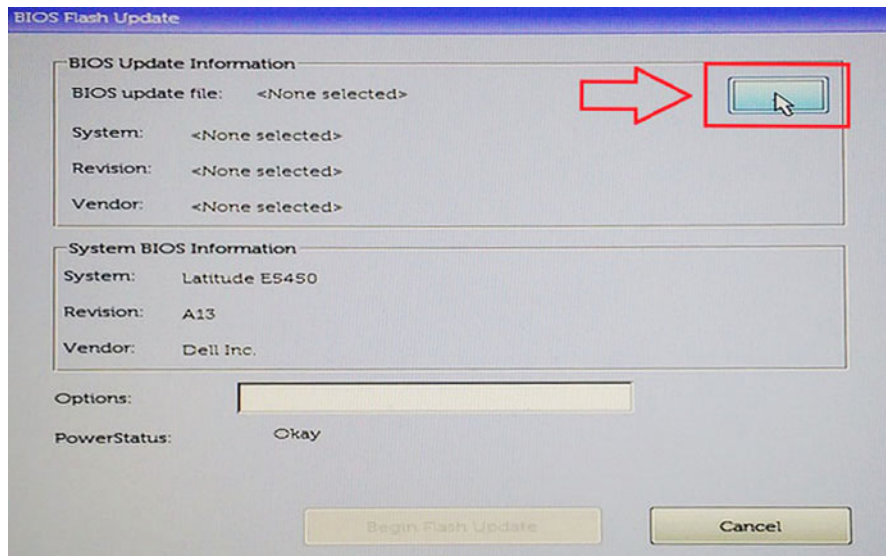 BIOS Flash Update
BIOS Update Information
BIOS update file: <None selected>
System: <None selected>
Revision: <None selected>
Vendor: <None selected>
System BIOS Information
System: Latitude E5450
Revision: A13
Vendor: Dell Inc.
Options:
PowerStatus: Okay
Begin Flash Update
Cancel